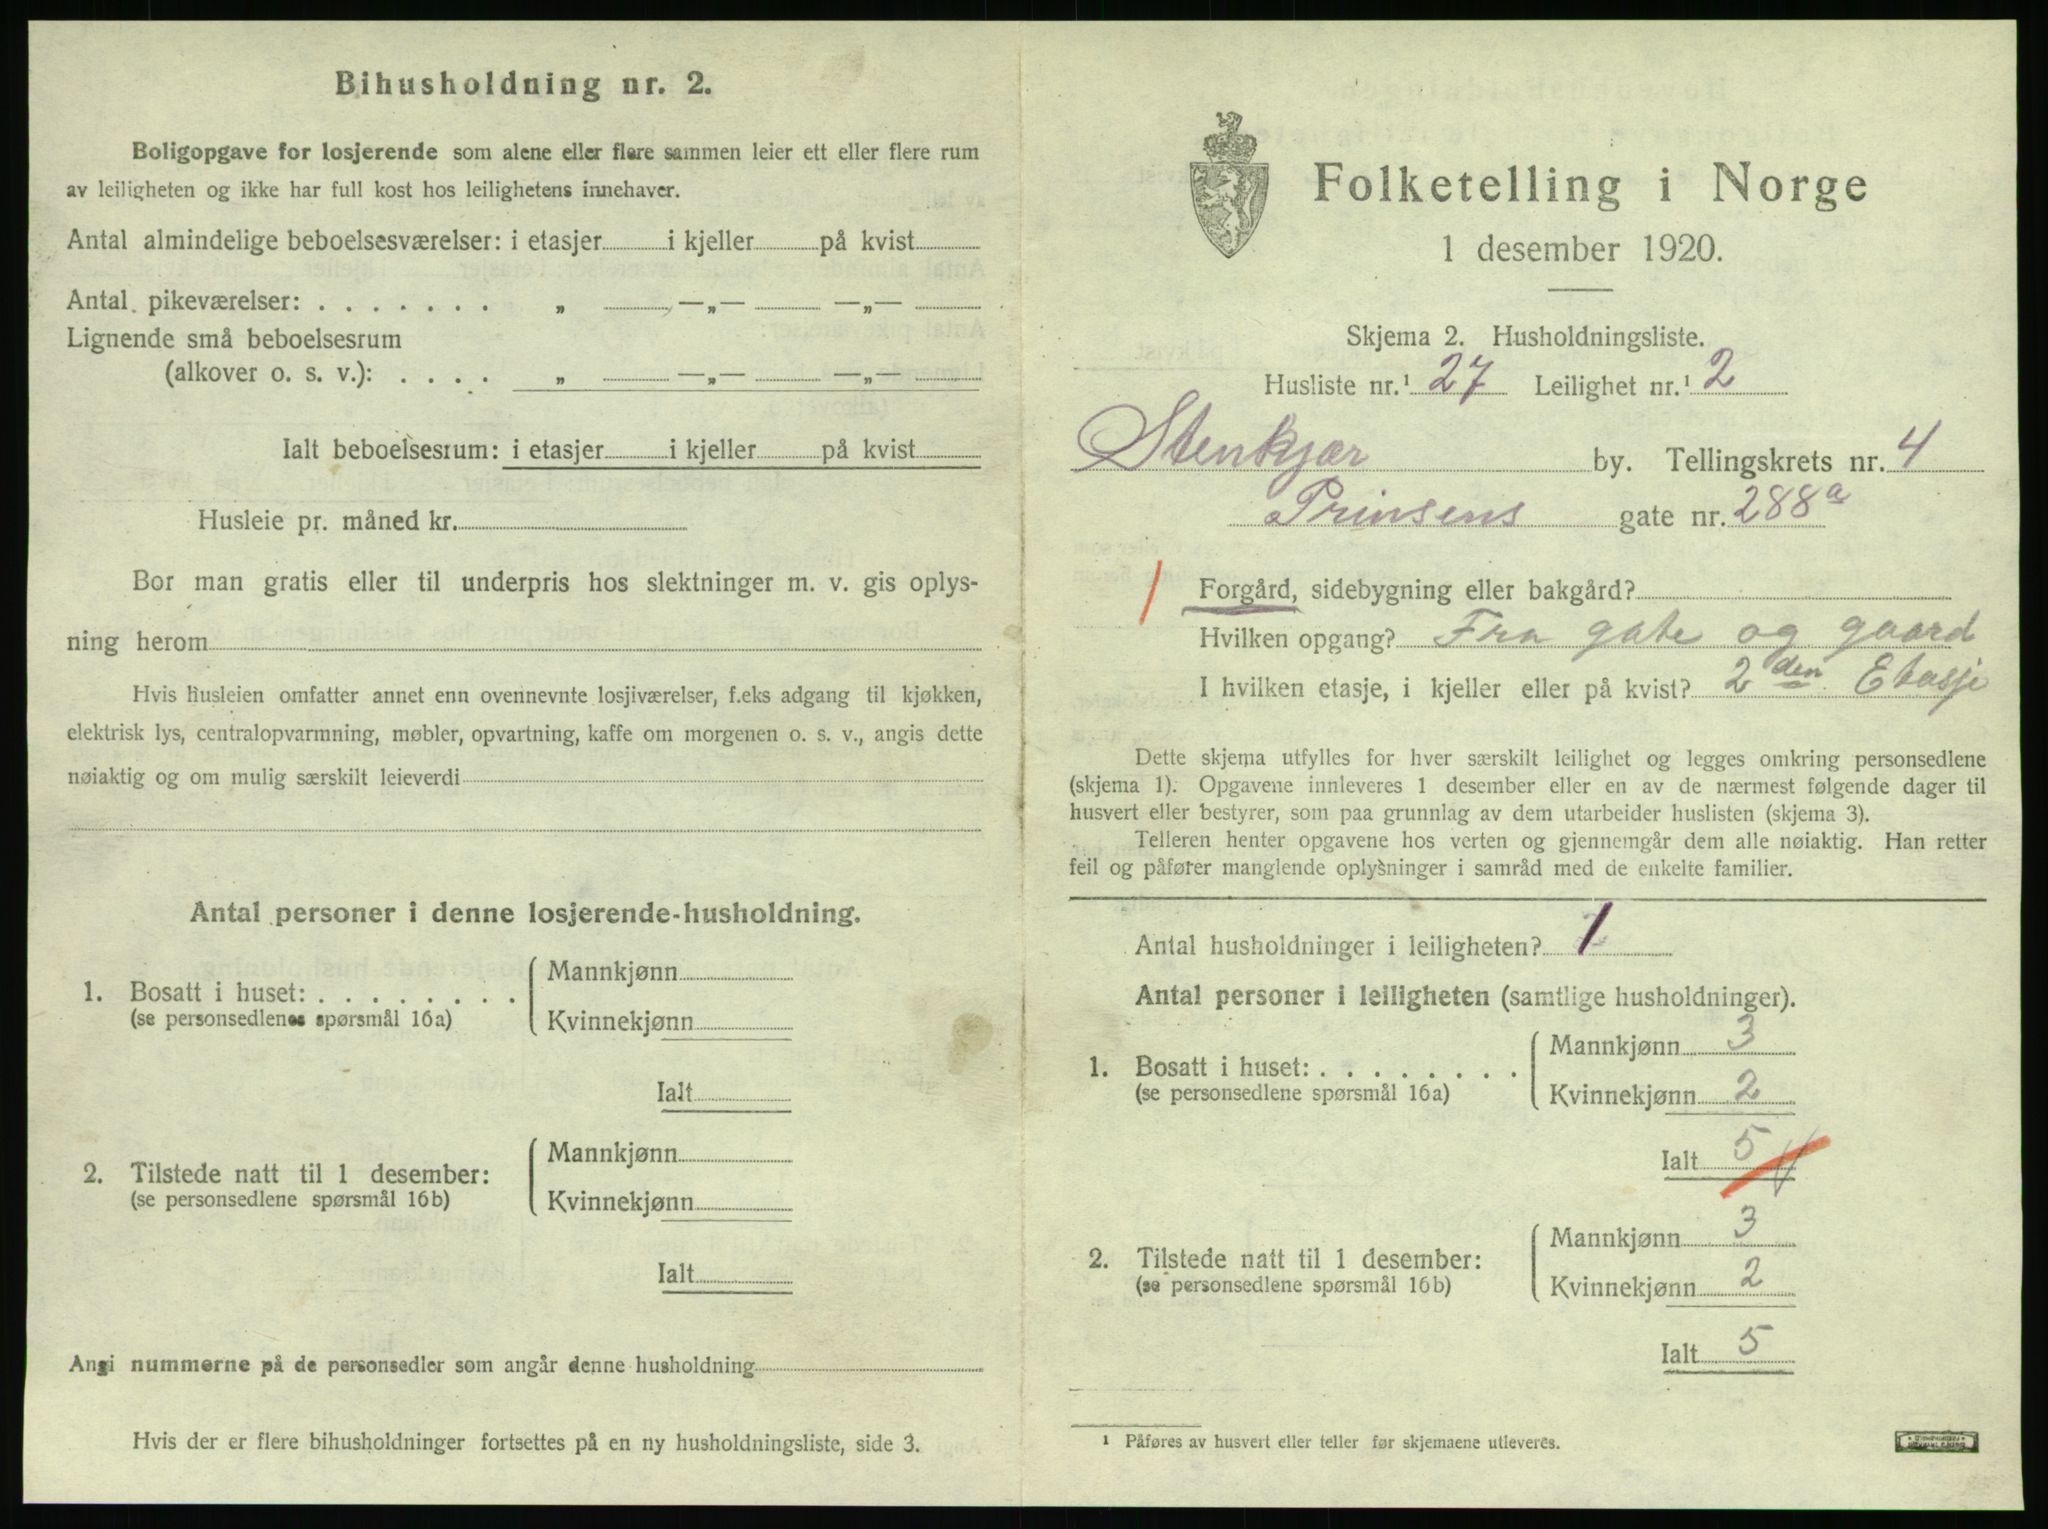 Bihusholdning nr. 2.
Boligopgave for losjerende som alene eller flere sammen leier ett eller flere rum
av leiligheten og ikke har full kost hos leilighetens innehaver.
Antal almindelige beboelsesværelser: i etasjer i kjeller på kvist
Antal pikeværelser: . . . . . . . „ —„— —„—
Lignende små beboelsesrum
(alkover o. s. v.): . . . . „ —„— —„—
Ialt beboelsesrum: i etasjer i kjeller på kvist
Husleie pr. måned kr.
Bor man gratis eller til underpris hos slektninger m. v. gis oplys-
ning herom
Hvis husleien omfatter annet enn ovennevnte losjiværelser, f.eks adgang til kjøkken,
elektrisk lys, centralopvarmning, møbler, opvartning, kaffe om morgenen o. s. v., angis dette
nøiaktig og om mulig særskilt leieverdi
Antal personer i denne losjerende-husholdning.
Mannkjønn
1. Bosatt i huset: . . . . . . . .
(se personsedlenes spørsmål 16a)
Kvinnekjønn
Ialt
Mannkjønn
2. Tilstede natt til 1 desember:
(se personsedlene spørsmål 16b)
Kvinnekjønn
Ialt
Angi nummerne på de personsedler som angår denne husholdning
Hvis der er flere bihusholdninger fortsettes på en ny husholdningsliste, side 3.
Folketelling i Norge
1 desember 1920.
Skjema 2. Husholdningsliste.
Husliste nr.¹ 27 Leilighet nr.¹ 2
Stenkjær by. Tellingskrets nr. 4
Prinsens gate nr. 288a
1 Forgård, sidebygning eller bakgård?
Hvilken opgang? Fra gate og gaard
I hvilken etasje, i kjeller eller på kvist? 2den Etasje
Dette skjema utfylles for hver særskilt leilighet og legges omkring personsedlene
(skjema 1). Opgavene innleveres 1 desember eller en av de nærmest følgende dager til
husvert eller bestyrer, som paa grunnlag av dem utarbeider huslisten (skjema 3).
Telleren henter opgavene hos verten og gjennemgår dem alle nøiaktig. Han retter
feil og påfører manglende oplysninger i samråd med de enkelte familier.
Antal husholdninger i leiligheten? 1
Antal personer i leiligheten (samtlige husholdninger).
Mannkjønn 3
1. Bosatt i huset: . . . . . . . .
(se personsedlene spørsmål 16a)
Kvinnekjønn 2
Ialt 5
Mannkjønn 3
2. Tilstede natt til 1 desember:
(se personsedlene spørsmål 16b)
Kvinnekjønn 2
Ialt 5
¹ Påføres av husvert eller teller før skjemaene utleveres.